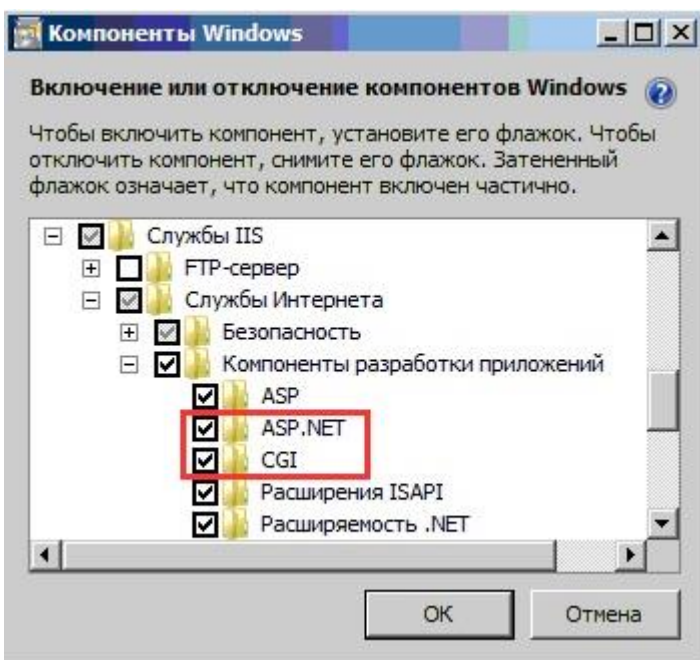 Компоненты Windows
Включение или отключение компонентов Windows
Чтобы включить компонент, установите его флажок. Чтобы
отключить компонент, снимите его флажок. Затененный
флажок означает, что компонент включен частично.
Службы IIS
FTP-сервер
Службы Интернета
Безопасность
Компоненты разработки приложений
ASP
ASP.NET
CGI
Расширения ISAPI
Расширяемость .NET
ОК
Отмена